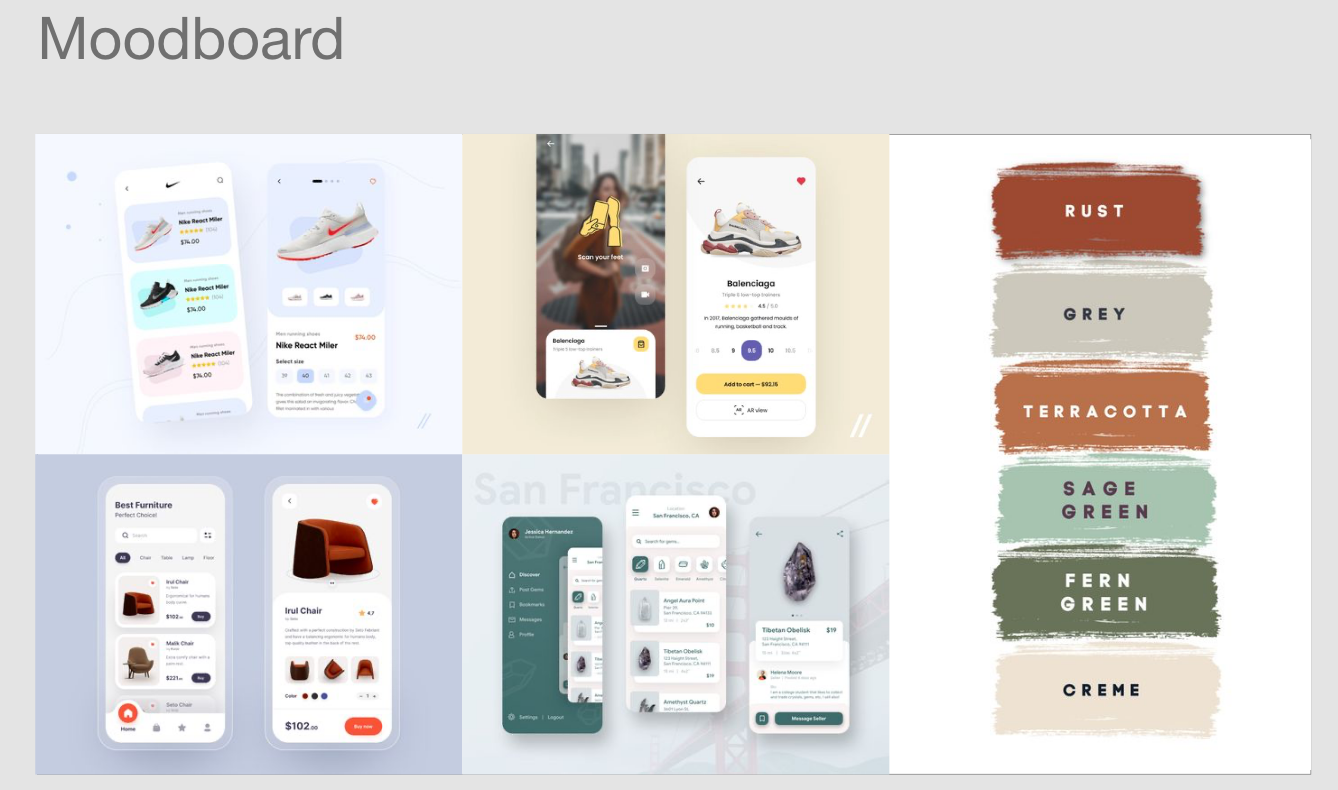 Moodboard
Men running shoes
Nike React Miler
$74.00
Men running shoes
Nike React Miler
$74.00
Men running shoes
Nike React Miler
$74.00
Men running shoes
Nike React Miler
$74.00
Select size
39 40 41 42 43
Scan your feet
Balenciaga
Triple S low-top trainers
Balenciaga
Triple S low-top trainers
4.5 / 5.0
In 2017, Balenciaga gathered moulds of
running, basketball and track.
8.5 9 9.5 10 10.5
Add to cart — $92.15
AR AR view
Best Furniture
Perfect Choice!
Search
All Chair Table Lamp Floor
Irul Chair
$102
Buy
Malik Chair
$221
Buy
Home
Irul Chair
4.7
Color
1
$102
Buy now
San Francisco
Jessica Hernandez
Discover
Post Gems
Bookmarks
Messages
Profile
Settings | Logout
San Francisco, CA
Search for gems...
Angel Aura Point
$10
Tibetan Obelisk
$19
Amethyst Quartz
Tibetan Obelisk $19
Helena Moore
Message Seller
RUST
GREY
TERRACOTTA
SAGE
GREEN
FERN
GREEN
CREME